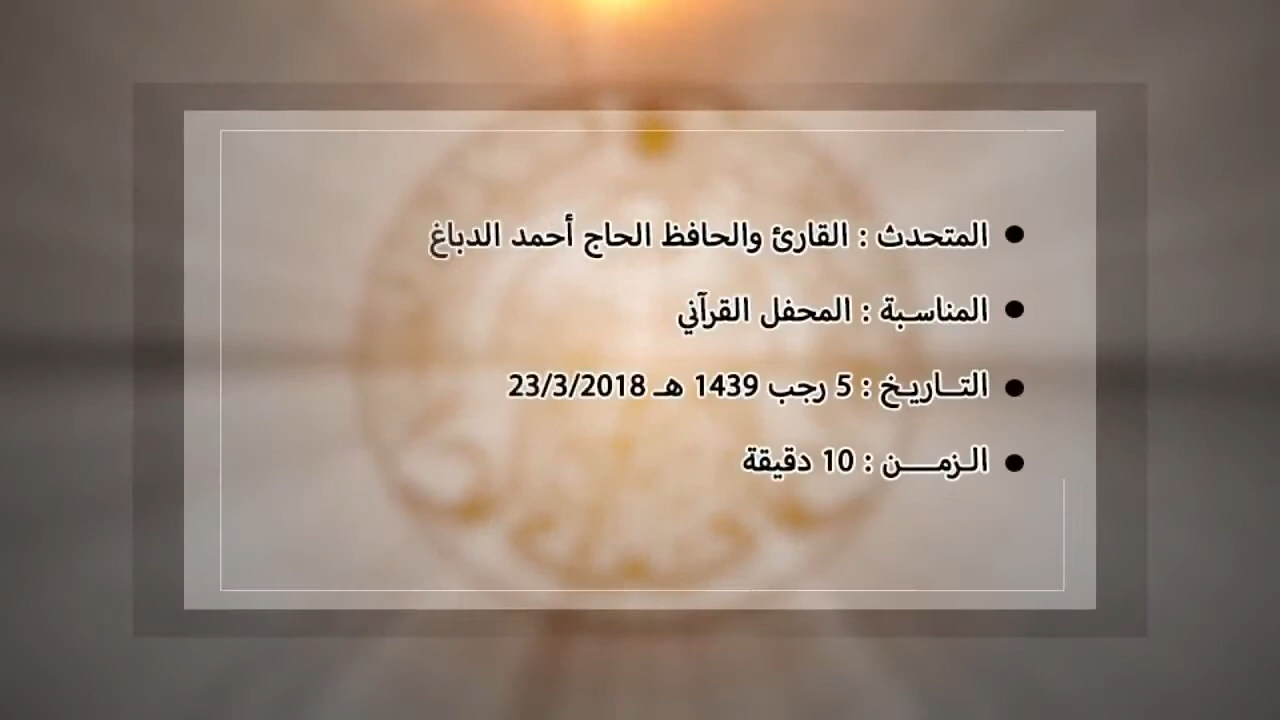 ● المتحدث : القارئ والحافظ الحاج أحمد الدباغ
● المناسبة : المحفل القرآني
● التـاريـخ : 5 رجب 1439 هـ 23/3/2018
● الـزمــن : 10 دقيقة